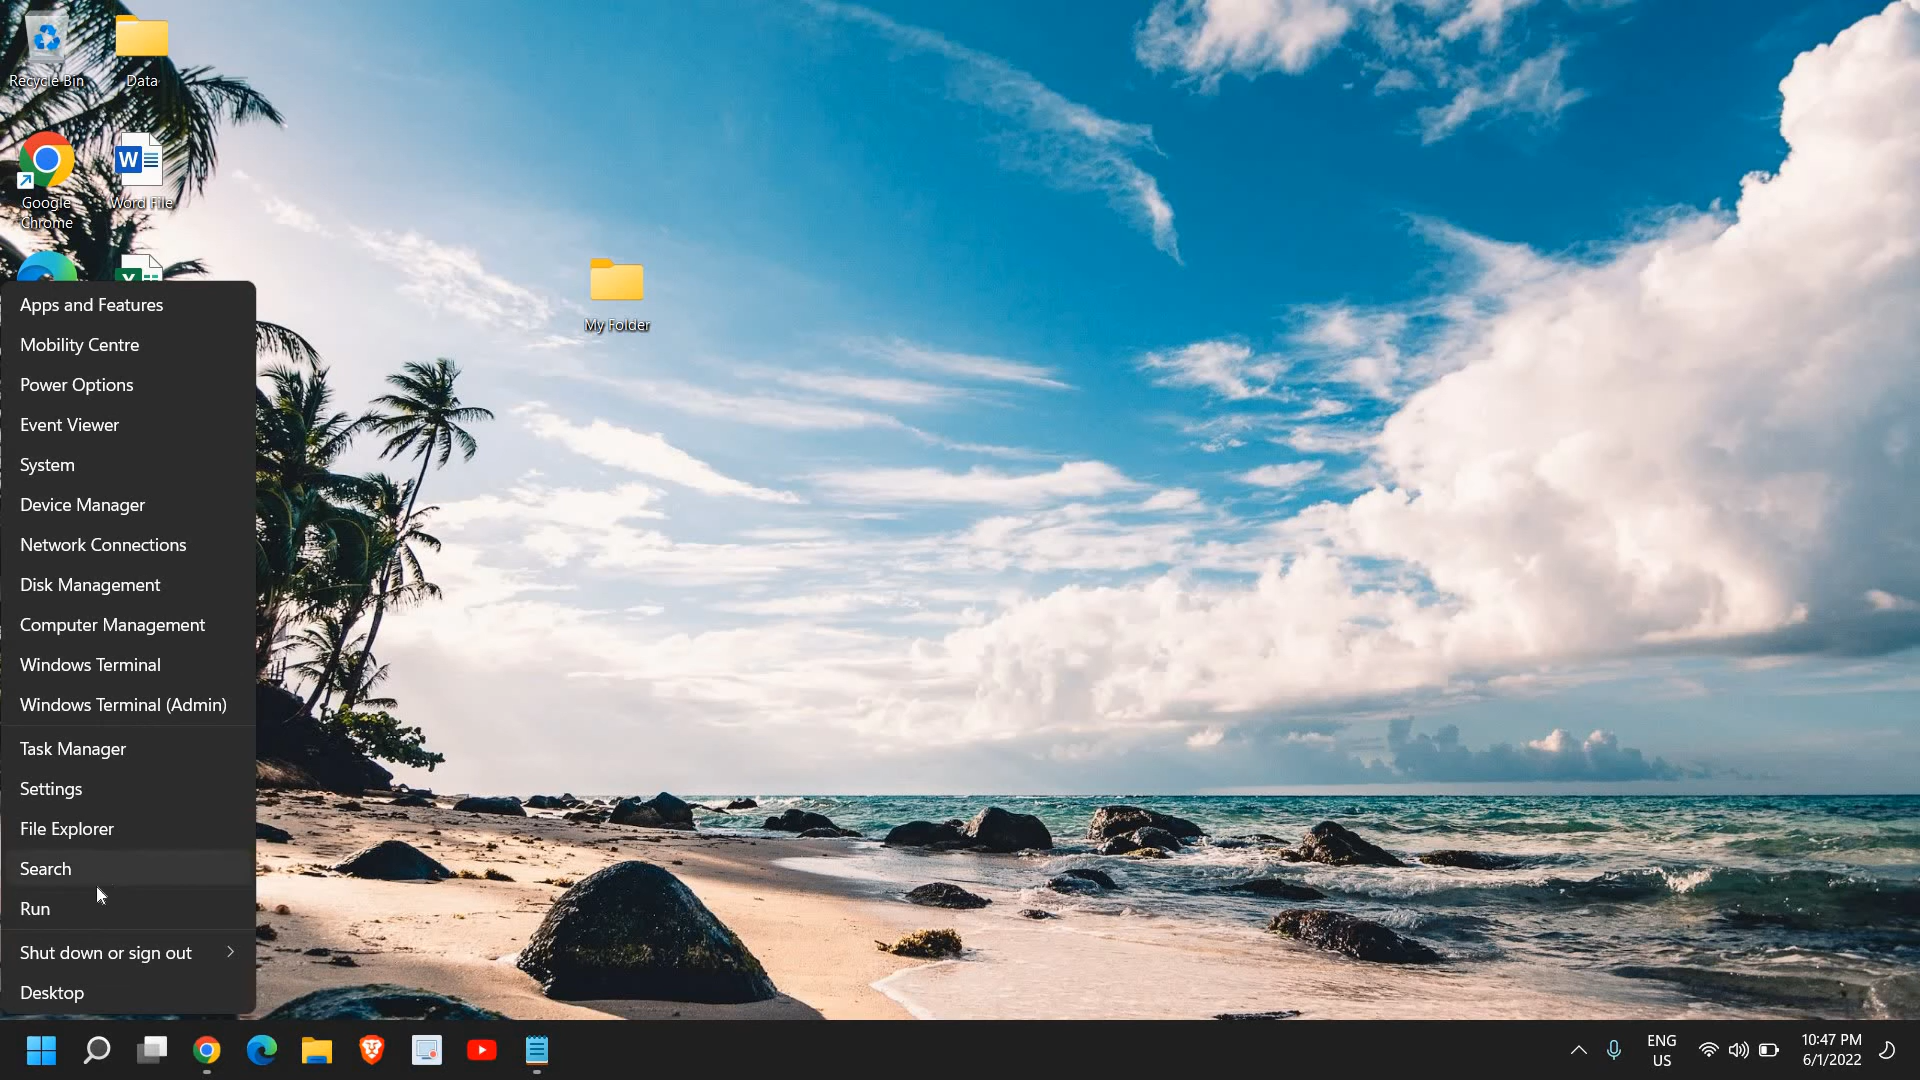 Recycle Bin
Data
Google
Chrome
Word File
My Folder
Apps and Features
Mobility Centre
Power Options
Event Viewer
System
Device Manager
Network Connections
Disk Management
Computer Management
Windows Terminal
Windows Terminal (Admin)
Task Manager
Settings
File Explorer
Search
Run
Shut down or sign out
Desktop
ENG
US
10:47 PM
6/1/2022